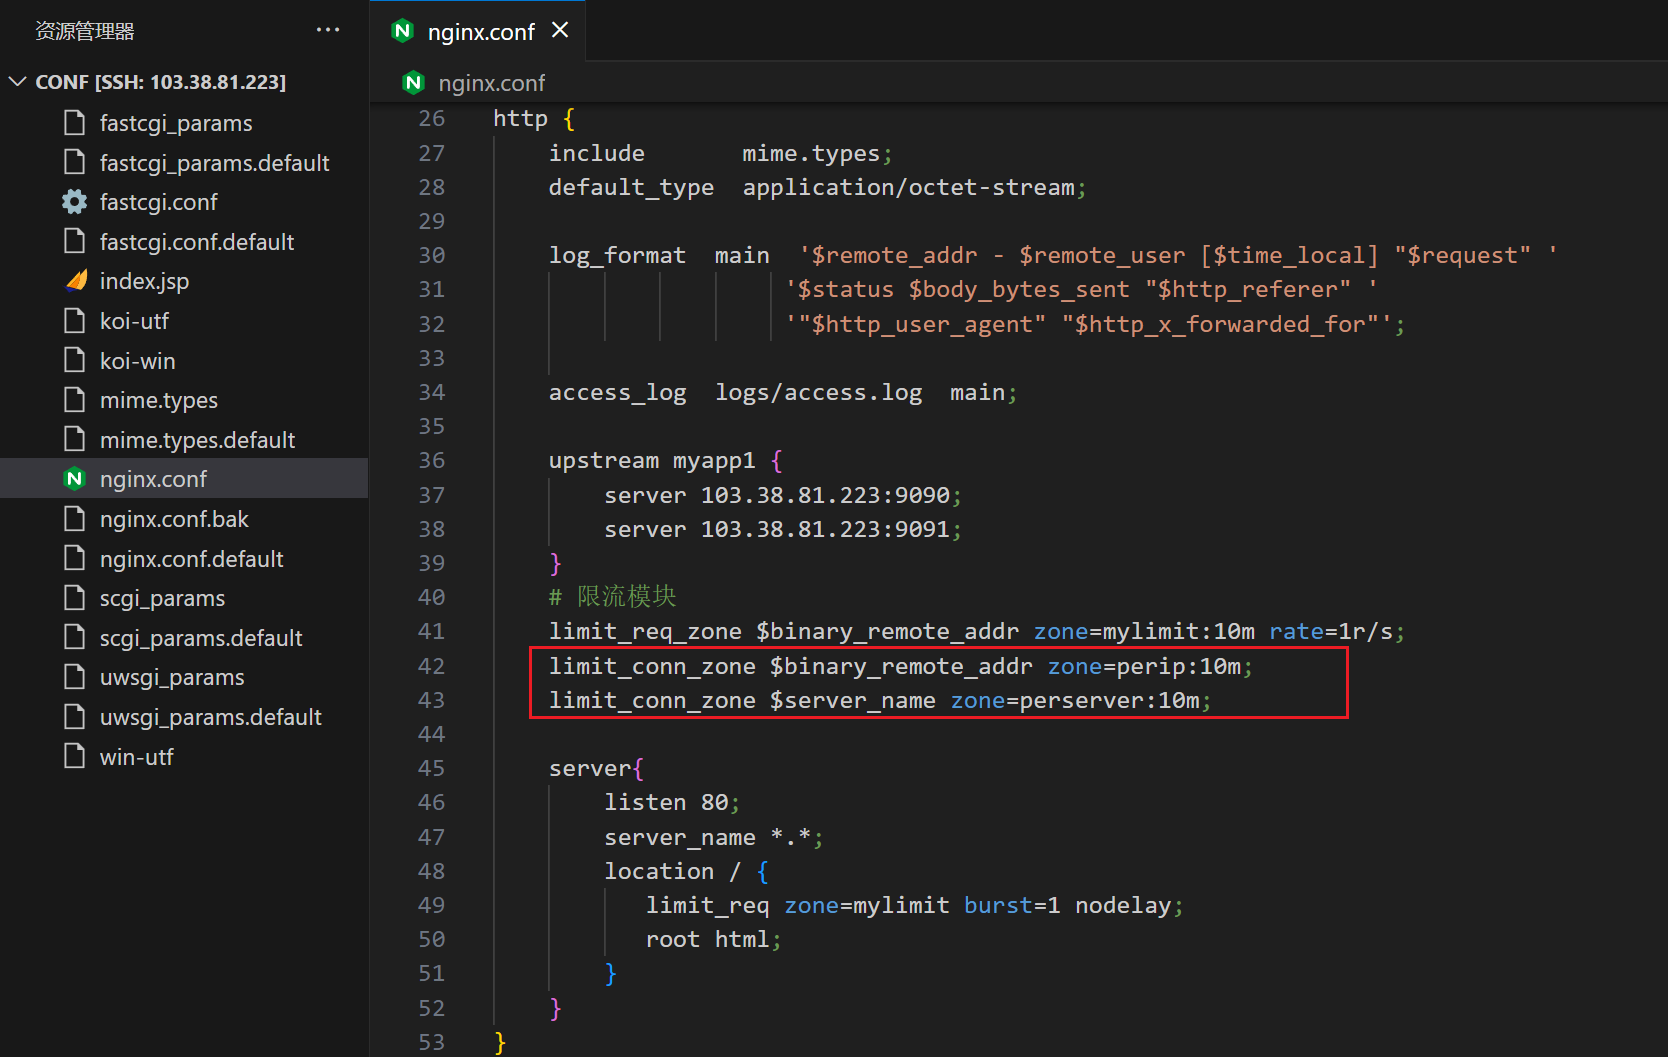 资源管理器 ···
CONF [SSH: 103.38.81.223]
fastcgi_params
fastcgi_params.default
fastcgi.conf
fastcgi.conf.default
index.jsp
koi-utf
koi-win
mime.types
mime.types.default
nginx.conf
nginx.conf.bak
nginx.conf.default
scgi_params
scgi_params.default
uwsgi_params
uwsgi_params.default
win-utf
nginx.conf
nginx.conf
26 http {
27     include       mime.types;
28     default_type  application/octet-stream;
29
30     log_format  main  '$remote_addr - $remote_user [$time_local] "$request" '
31                      '$status $body_bytes_sent "$http_referer" '
32                      '"$http_user_agent" "$http_x_forwarded_for"';
33
34     access_log  logs/access.log  main;
35
36     upstream myapp1 {
37         server 103.38.81.223:9090;
38         server 103.38.81.223:9091;
39     }
40     # 限流模块
41     limit_req_zone $binary_remote_addr zone=mylimit:10m rate=1r/s;
42     limit_conn_zone $binary_remote_addr zone=perip:10m;
43     limit_conn_zone $server_name zone=perserver:10m;
44
45     server{
46         listen 80;
47         server_name *.*;
48         location / {
49            limit_req zone=mylimit burst=1 nodelay;
50            root html;
51         }
52     }
53 }